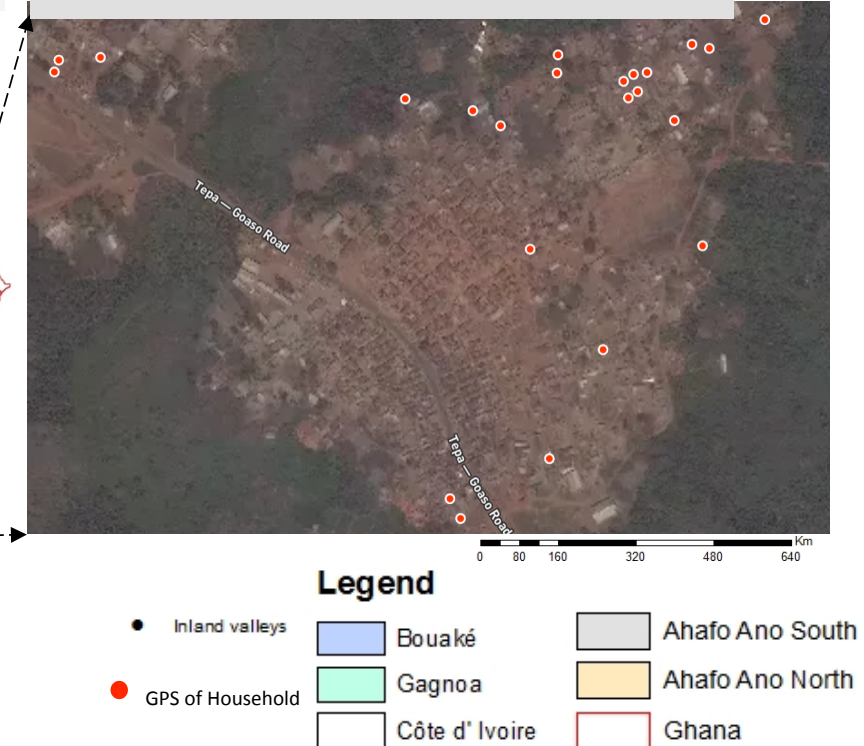 Tepa — Goaso Road
Tepa — Goaso Road
Km
0 80 160 320 480 640
Legend
Inland valleys
GPS of Household
Bouaké
Gagnoa
Côte d' Ivoire
Ahafo Ano South
Ahafo Ano North
Ghana